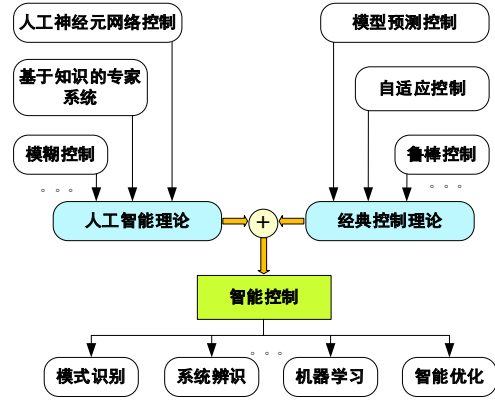 人工神经元网络控制
模型预测控制
基于知识的专家
系统
自适应控制
模糊控制
鲁棒控制
。。。
。。。
人工智能理论
+
经典控制理论
智能控制
。。。
模式识别
系统辨识
机器学习
智能优化